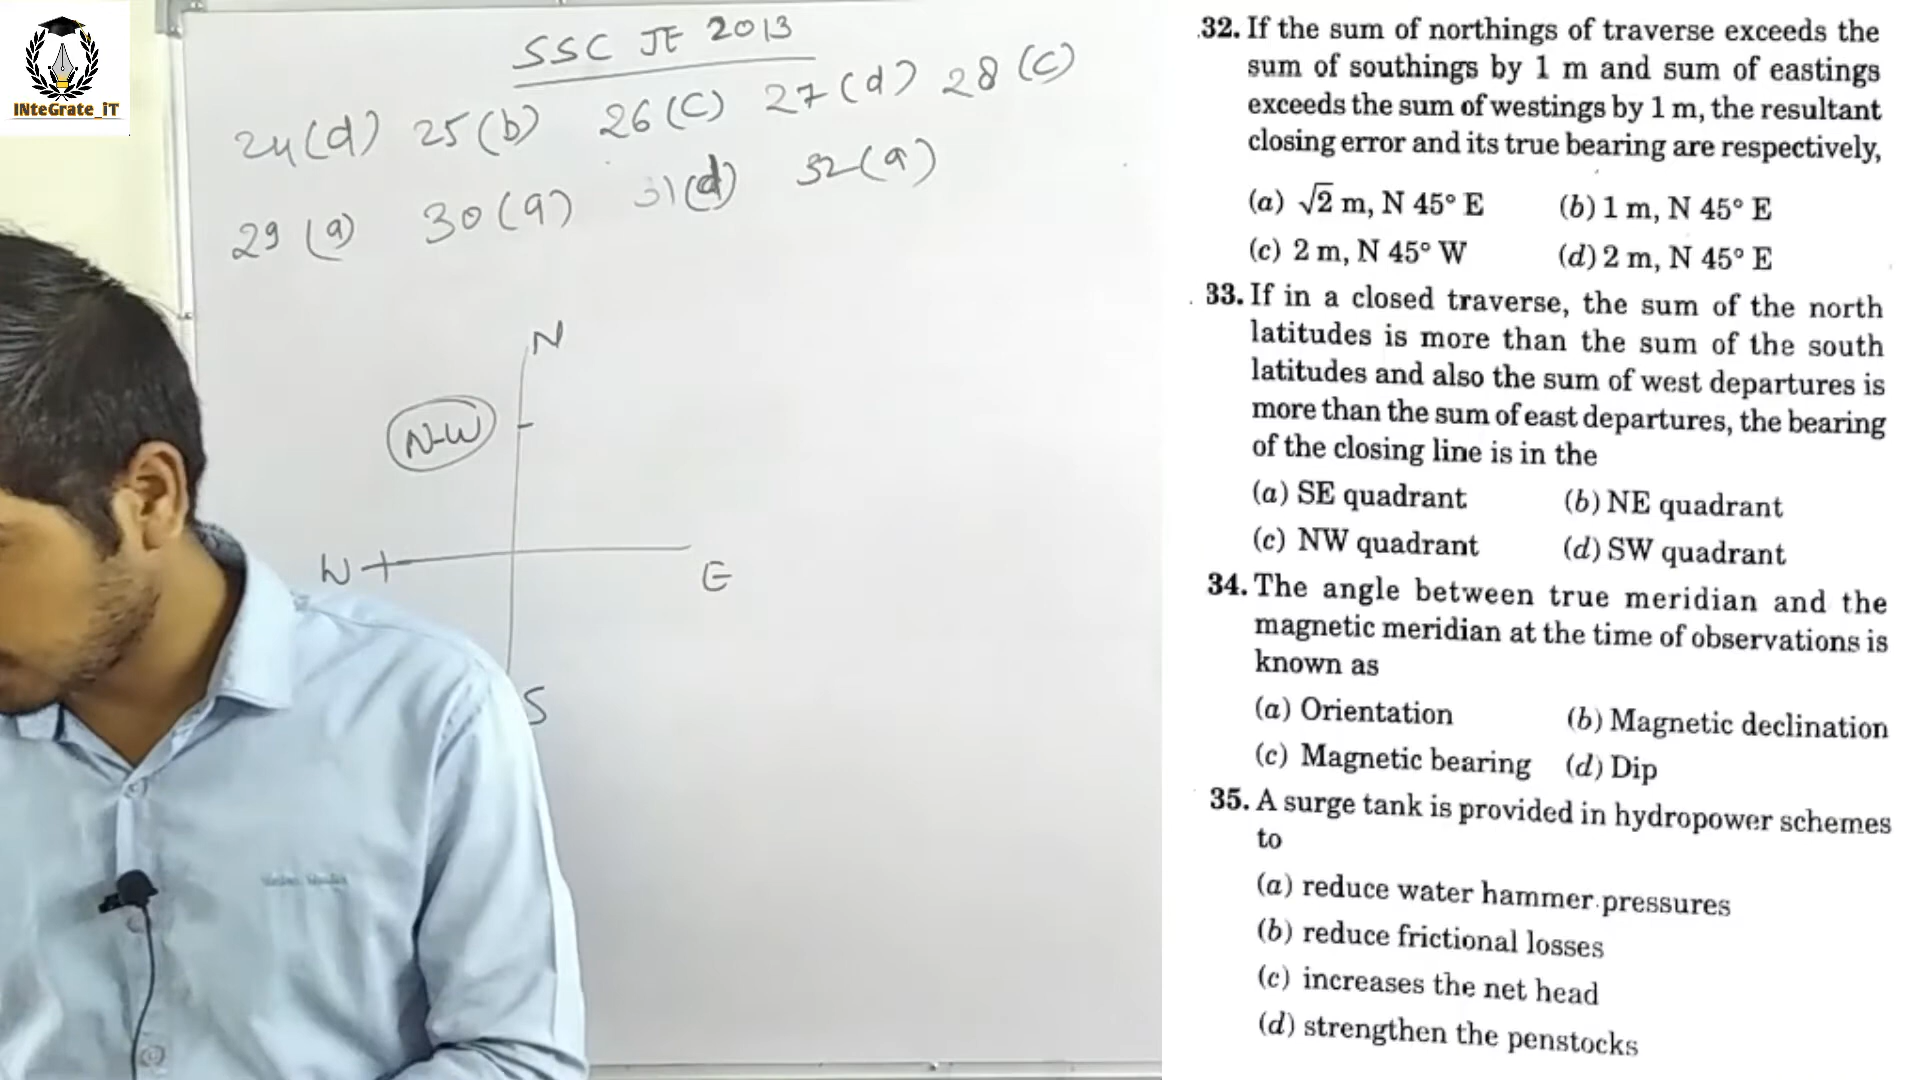 INteGrate_iT
SSC JE 2013
24(d) 25(b) 26(C) 27(d) 28(C)
29(a) 30(a) 31(d) 32(a)
N
N-W
W
E
S
32. If the sum of northings of traverse exceeds the
sum of southings by 1 m and sum of eastings
exceeds the sum of westings by 1 m, the resultant
closing error and its true bearing are respectively,
(a) √2 m, N 45° E (b) 1 m, N 45° E
(c) 2 m, N 45° W (d) 2 m, N 45° E
33. If in a closed traverse, the sum of the north
latitudes is more than the sum of the south
latitudes and also the sum of west departures is
more than the sum of east departures, the bearing
of the closing line is in the
(a) SE quadrant (b) NE quadrant
(c) NW quadrant (d) SW quadrant
34. The angle between true meridian and the
magnetic meridian at the time of observations is
known as
(a) Orientation (b) Magnetic declination
(c) Magnetic bearing (d) Dip
35. A surge tank is provided in hydropower schemes
to
(a) reduce water hammer pressures
(b) reduce frictional losses
(c) increases the net head
(d) strengthen the penstocks